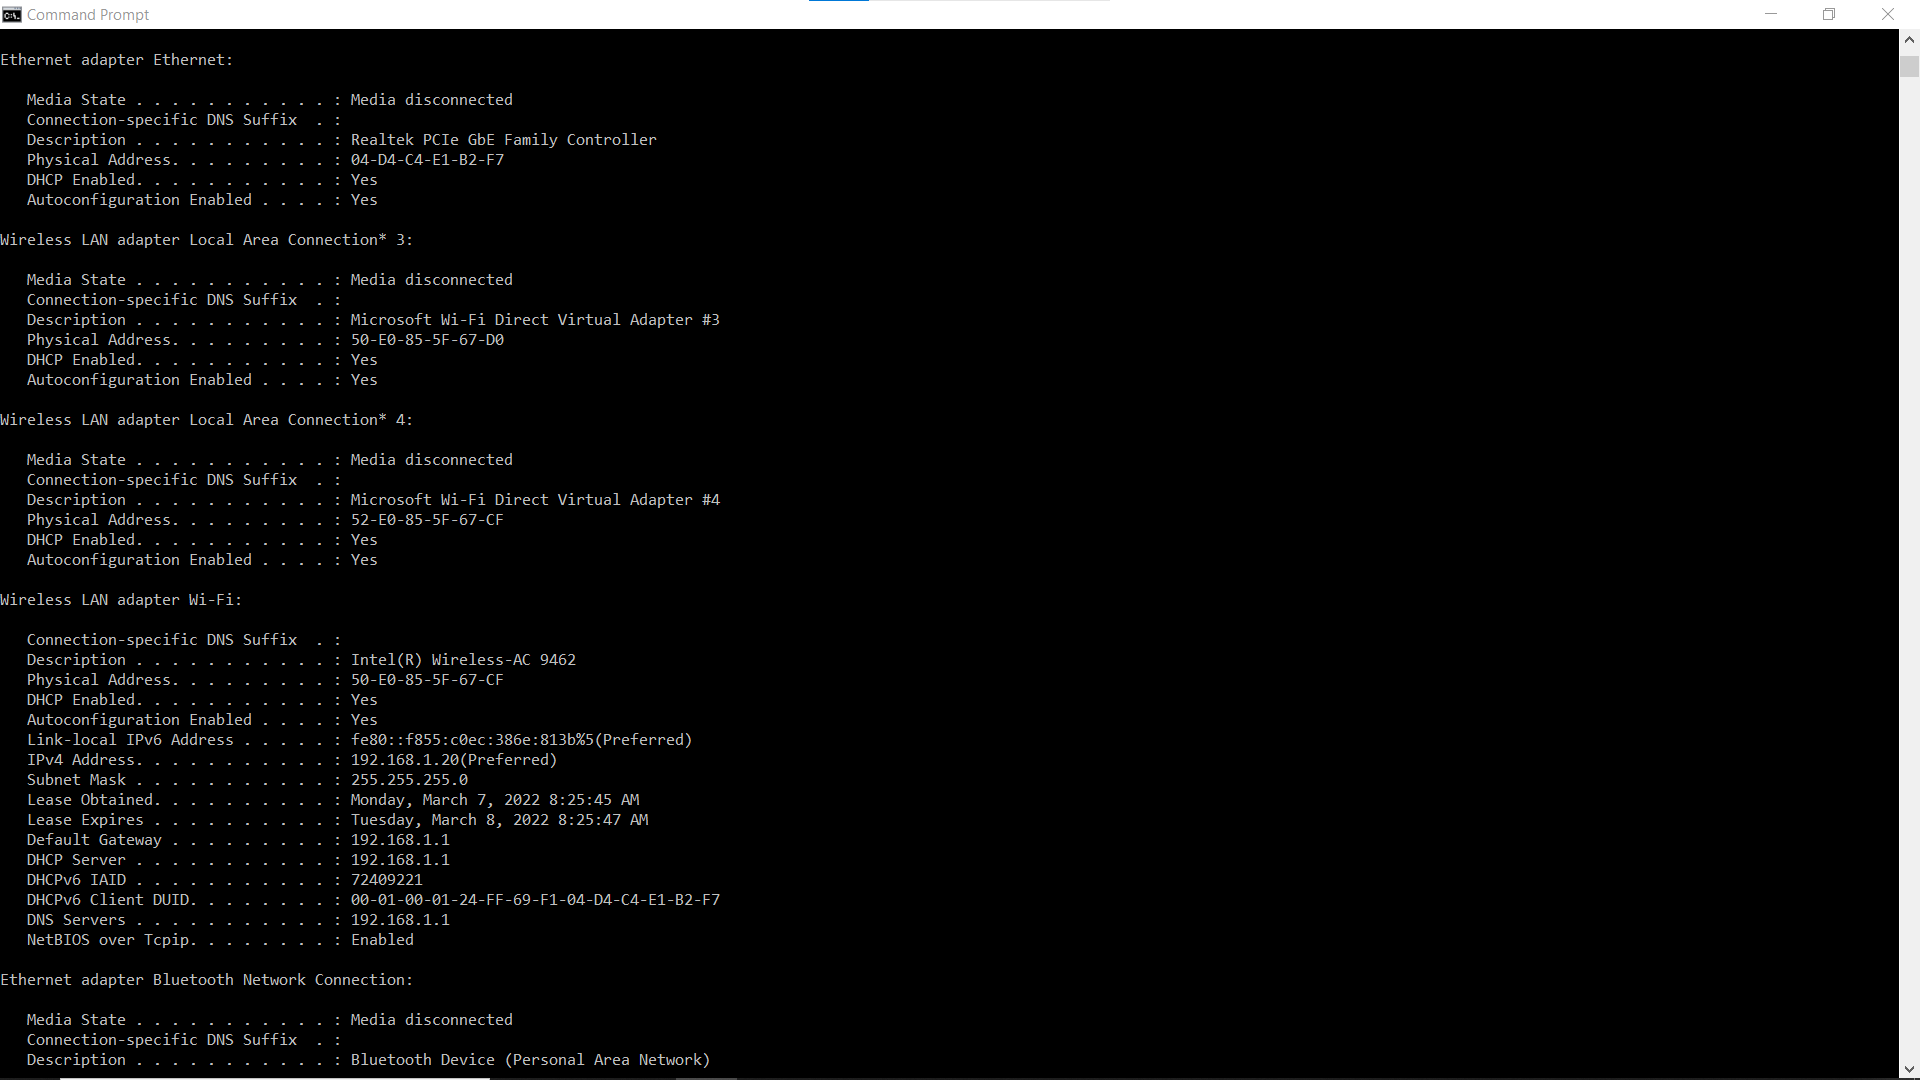 Command Prompt
Ethernet adapter Ethernet:
Media State . . . . . . . . . . . : Media disconnected
Connection-specific DNS Suffix  . :
Description . . . . . . . . . . . : Realtek PCIe GbE Family Controller
Physical Address. . . . . . . . . : 04-D4-C4-E1-B2-F7
DHCP Enabled. . . . . . . . . . . : Yes
Autoconfiguration Enabled . . . . : Yes
Wireless LAN adapter Local Area Connection* 3:
Media State . . . . . . . . . . . : Media disconnected
Connection-specific DNS Suffix  . :
Description . . . . . . . . . . . : Microsoft Wi-Fi Direct Virtual Adapter #3
Physical Address. . . . . . . . . : 50-E0-85-5F-67-D0
DHCP Enabled. . . . . . . . . . . : Yes
Autoconfiguration Enabled . . . . : Yes
Wireless LAN adapter Local Area Connection* 4:
Media State . . . . . . . . . . . : Media disconnected
Connection-specific DNS Suffix  . :
Description . . . . . . . . . . . : Microsoft Wi-Fi Direct Virtual Adapter #4
Physical Address. . . . . . . . . : 52-E0-85-5F-67-CF
DHCP Enabled. . . . . . . . . . . : Yes
Autoconfiguration Enabled . . . . : Yes
Wireless LAN adapter Wi-Fi:
Connection-specific DNS Suffix  . :
Description . . . . . . . . . . . : Intel(R) Wireless-AC 9462
Physical Address. . . . . . . . . : 50-E0-85-5F-67-CF
DHCP Enabled. . . . . . . . . . . : Yes
Autoconfiguration Enabled . . . . : Yes
Link-local IPv6 Address . . . . . : fe80::f855:c0ec:386e:813b%5(Preferred)
IPv4 Address. . . . . . . . . . . : 192.168.1.20(Preferred)
Subnet Mask . . . . . . . . . . . : 255.255.255.0
Lease Obtained. . . . . . . . . . : Monday, March 7, 2022 8:25:45 AM
Lease Expires . . . . . . . . . . : Tuesday, March 8, 2022 8:25:47 AM
Default Gateway . . . . . . . . . : 192.168.1.1
DHCP Server . . . . . . . . . . . : 192.168.1.1
DHCPv6 IAID . . . . . . . . . . . : 72409221
DHCPv6 Client DUID. . . . . . . . : 00-01-00-01-24-FF-69-F1-04-D4-C4-E1-B2-F7
DNS Servers . . . . . . . . . . . : 192.168.1.1
NetBIOS over Tcpip. . . . . . . . : Enabled
Ethernet adapter Bluetooth Network Connection:
Media State . . . . . . . . . . . : Media disconnected
Connection-specific DNS Suffix  . :
Description . . . . . . . . . . . : Bluetooth Device (Personal Area Network)